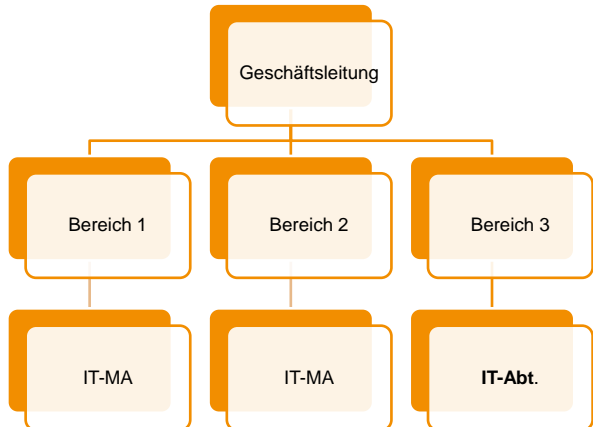 Geschäftsleitung
Bereich 1
Bereich 2
Bereich 3
IT-MA
IT-MA
IT-Abt.